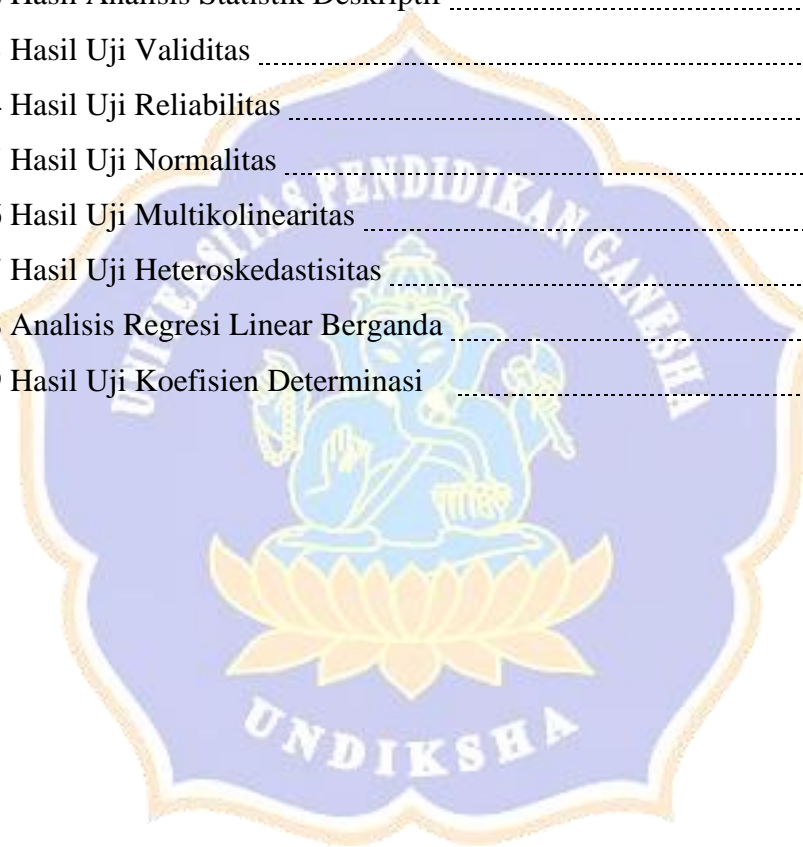 Hasil Analisis Statistik Deskriptif
Hasil Uji Validitas
Hasil Uji Reliabilitas
Hasil Uji Normalitas
Hasil Uji Multikolinearitas
Hasil Uji Heteroskedastisitas
Analisis Regresi Linear Berganda
Hasil Uji Koefisien Determinasi
UNIVERSITAS PENDIDIKAN GANESHA
UNDIKSHA